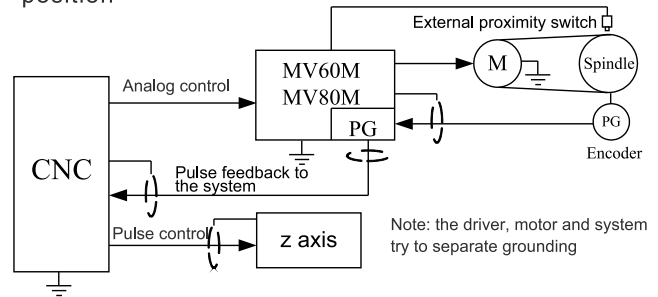 position
External proximity switch
MV60M
MV80M
M
Spindle
Analog control
PG
PG
Encoder
CNC
Pulse feedback to
the system
Pulse control
z axis
Note: the driver, motor and system
try to separate grounding